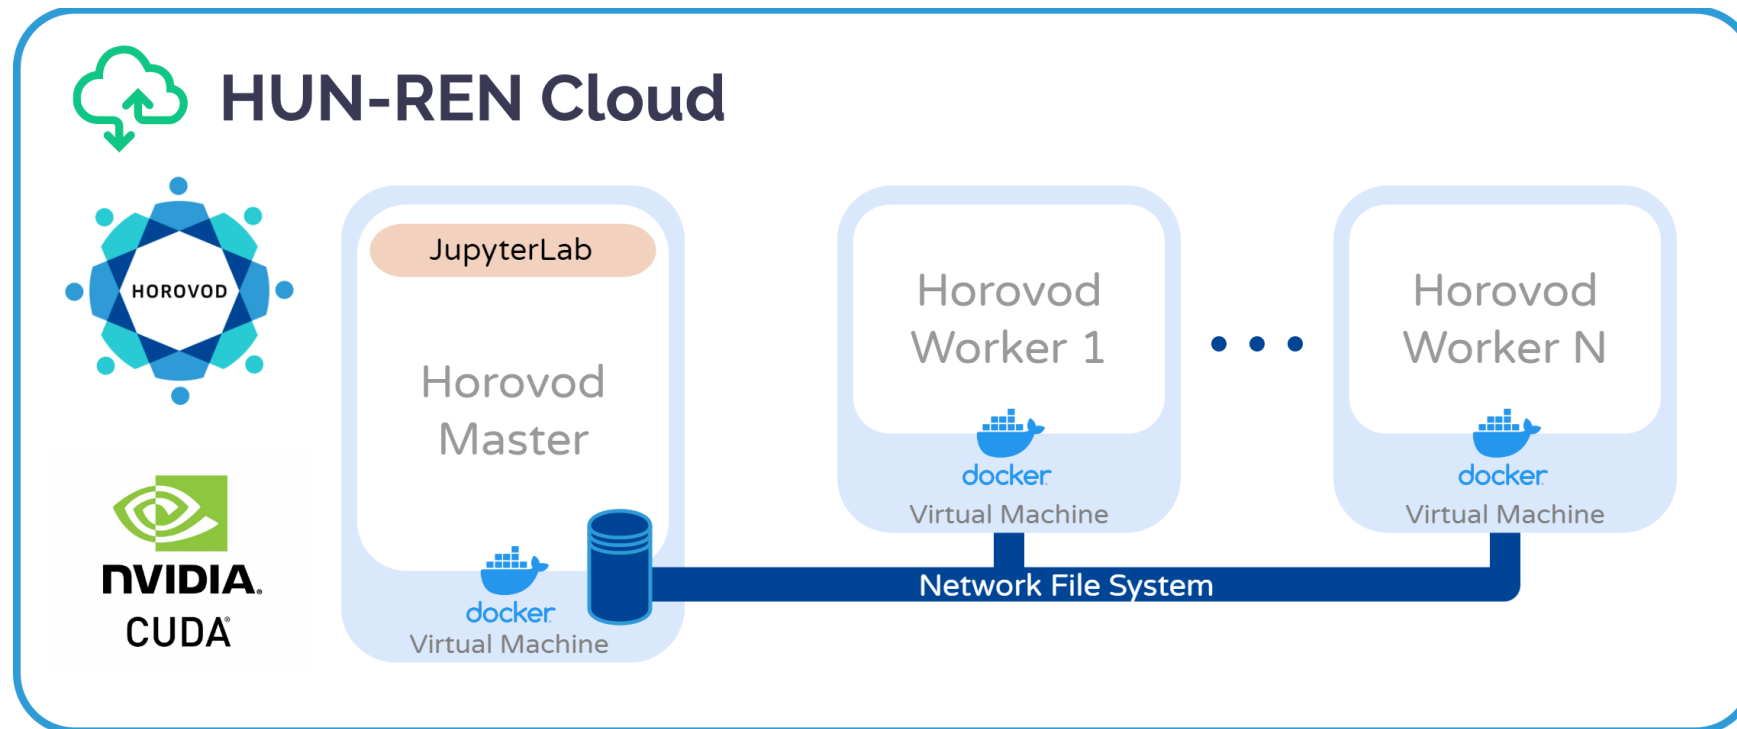 HUN-REN Cloud
HOROVOD
NVIDIA.
CUDA®
JupyterLab
Horovod
Master
docker
Virtual Machine
Horovod
Worker 1
docker
Virtual Machine
Horovod
Worker N
docker
Virtual Machine
Network File System